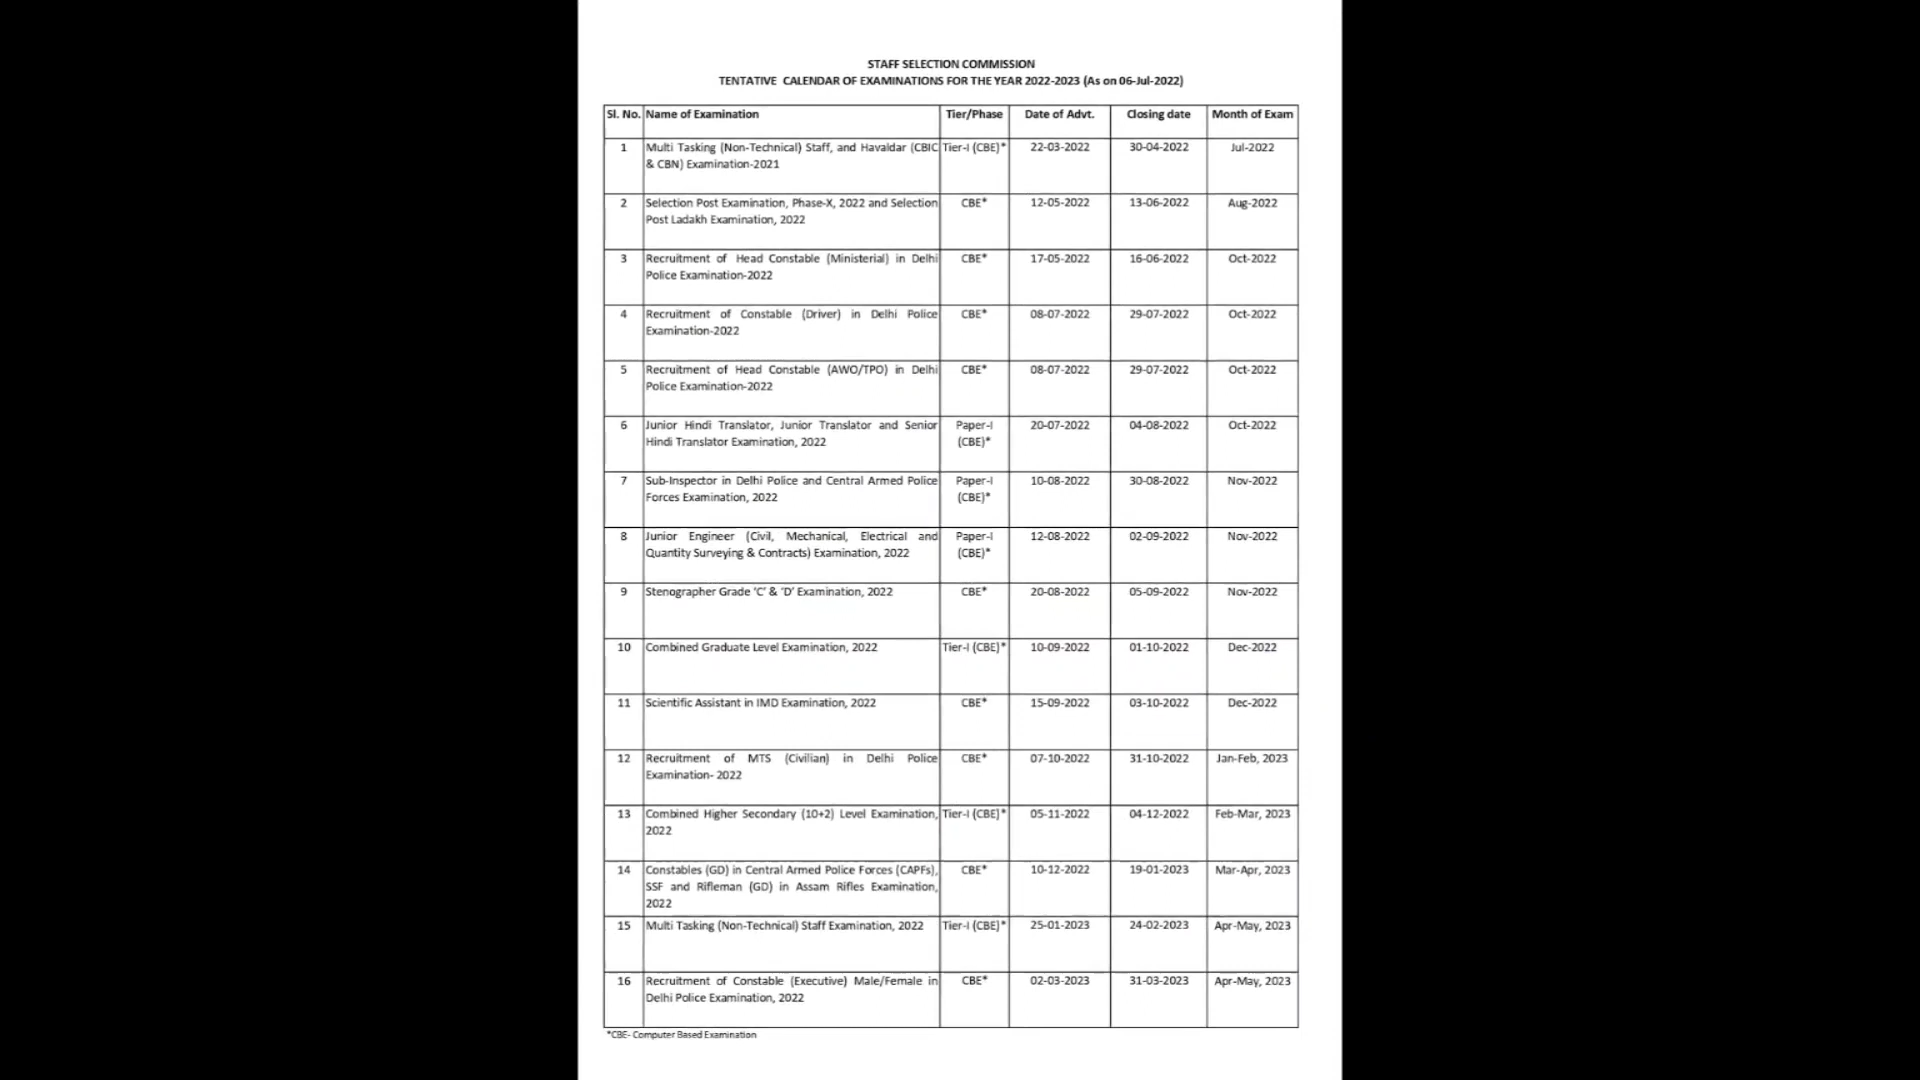 STAFF SELECTION COMMISSION
TENTATIVE CALENDAR OF EXAMINATIONS FOR THE YEAR 2022-2023 (As on 06-Jul-2022)
Sl. No. Name of Examination Tier/Phase Date of Advt. Closing date Month of Exam
1 Multi Tasking (Non-Technical) Staff, and Havaldar (CBIC Tier-I (CBE)* 22-03-2022 30-04-2022 Jul-2022
& CBN) Examination-2021
2 Selection Post Examination, Phase-X, 2022 and Selection CBE* 12-05-2022 13-06-2022 Aug-2022
Post Ladakh Examination, 2022
3 Recruitment of Head Constable (Ministerial) in Delhi CBE* 17-05-2022 16-06-2022 Oct-2022
Police Examination-2022
4 Recruitment of Constable (Driver) in Delhi Police CBE* 08-07-2022 29-07-2022 Oct-2022
Examination-2022
5 Recruitment of Head Constable (AWO/TPO) in Delhi CBE* 08-07-2022 29-07-2022 Oct-2022
Police Examination-2022
6 Junior Hindi Translator, Junior Translator and Senior Paper-I 20-07-2022 04-08-2022 Oct-2022
Hindi Translator Examination, 2022 (CBE)*
7 Sub-Inspector in Delhi Police and Central Armed Police Paper-I 10-08-2022 30-08-2022 Nov-2022
Forces Examination, 2022 (CBE)*
8 Junior Engineer (Civil, Mechanical, Electrical and Paper-I 12-08-2022 02-09-2022 Nov-2022
Quantity Surveying & Contracts) Examination, 2022 (CBE)*
9 Stenographer Grade ‘C’ & ‘D’ Examination, 2022 CBE* 20-08-2022 05-09-2022 Nov-2022
10 Combined Graduate Level Examination, 2022 Tier-I (CBE)* 10-09-2022 01-10-2022 Dec-2022
11 Scientific Assistant in IMD Examination, 2022 CBE* 15-09-2022 03-10-2022 Dec-2022
12 Recruitment of MTS (Civilian) in Delhi Police CBE* 07-10-2022 31-10-2022 Jan-Feb, 2023
Examination- 2022
13 Combined Higher Secondary (10+2) Level Examination, Tier-I (CBE)* 05-11-2022 04-12-2022 Feb-Mar, 2023
2022
14 Constables (GD) in Central Armed Police Forces (CAPFs), CBE* 10-12-2022 19-01-2023 Mar-Apr, 2023
SSF and Rifleman (GD) in Assam Rifles Examination,
2022
15 Multi Tasking (Non-Technical) Staff Examination, 2022 Tier-I (CBE)* 25-01-2023 24-02-2023 Apr-May, 2023
16 Recruitment of Constable (Executive) Male/Female in CBE* 02-03-2023 31-03-2023 Apr-May, 2023
Delhi Police Examination, 2022
*CBE- Computer Based Examination